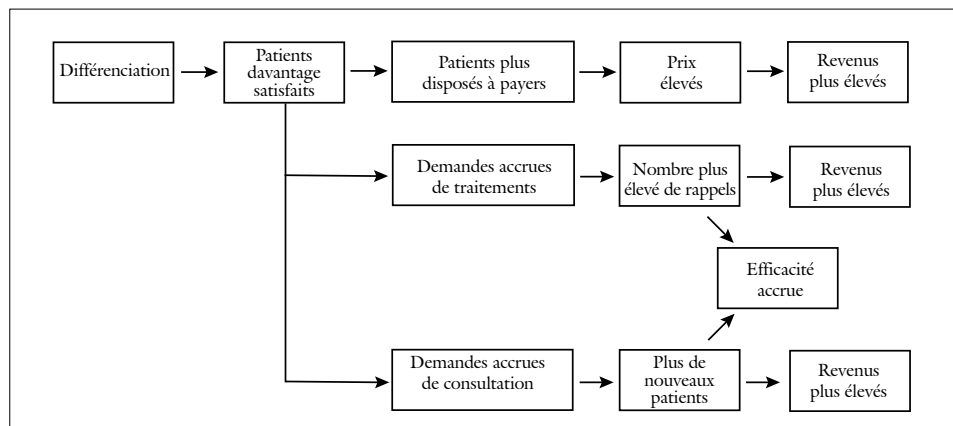 Différenciation
Patients
davantage
satisfaits
Patients plus
disposés à payers
Prix
élevés
Revenus
plus élevés
Demandes accrues
de traitements
Nombre plus
élevé de rappels
Revenus
plus élevés
Efficacité
accrue
Demandes accrues
de consultation
Plus de
nouveaux
patients
Revenus
plus élevés